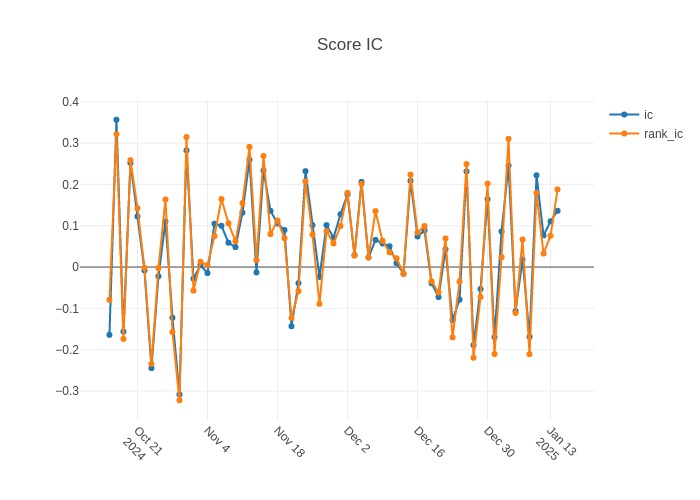 Score IC
ic
rank_ic
0.4
0.3
0.2
0.1
0
−0.1
−0.2
−0.3
Oct 21
2024
Nov 4
Nov 18
Dec 2
Dec 16
Dec 30
Jan 13
2025